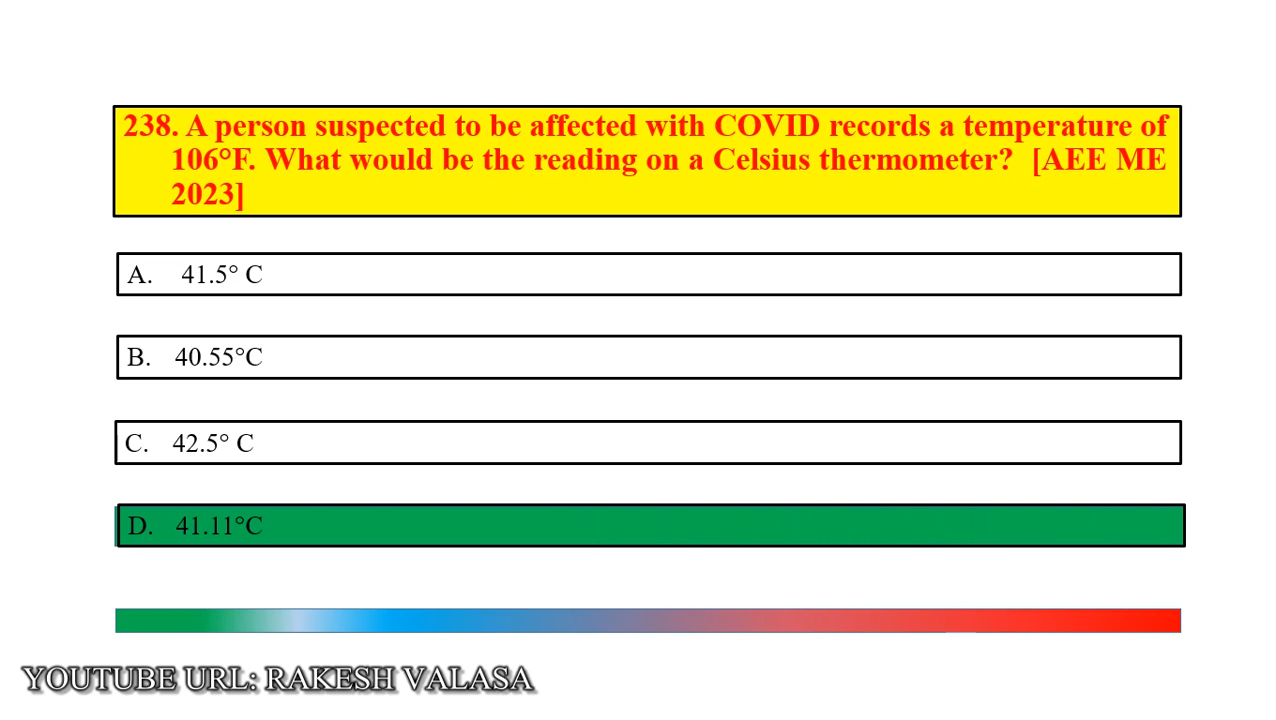 238. A person suspected to be affected with COVID records a temperature of
106°F. What would be the reading on a Celsius thermometer? [AEE ME
2023]
A. 41.5° C
B. 40.55°C
C. 42.5° C
D. 41.11°C
YOUTUBE URL: RAKESH VALASA